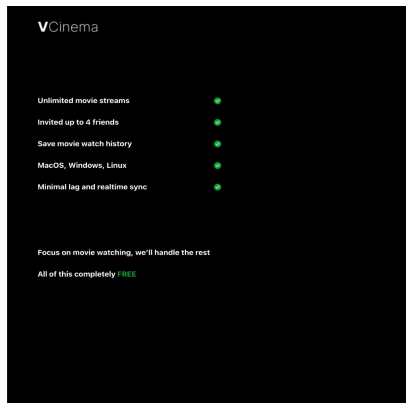 VCinema
Unlimited movie streams
Invited up to 4 friends
Save movie watch history
MacOS, Windows, Linux
Minimal lag and realtime sync
Focus on movie watching, we'll handle the rest
All of this completely FREE